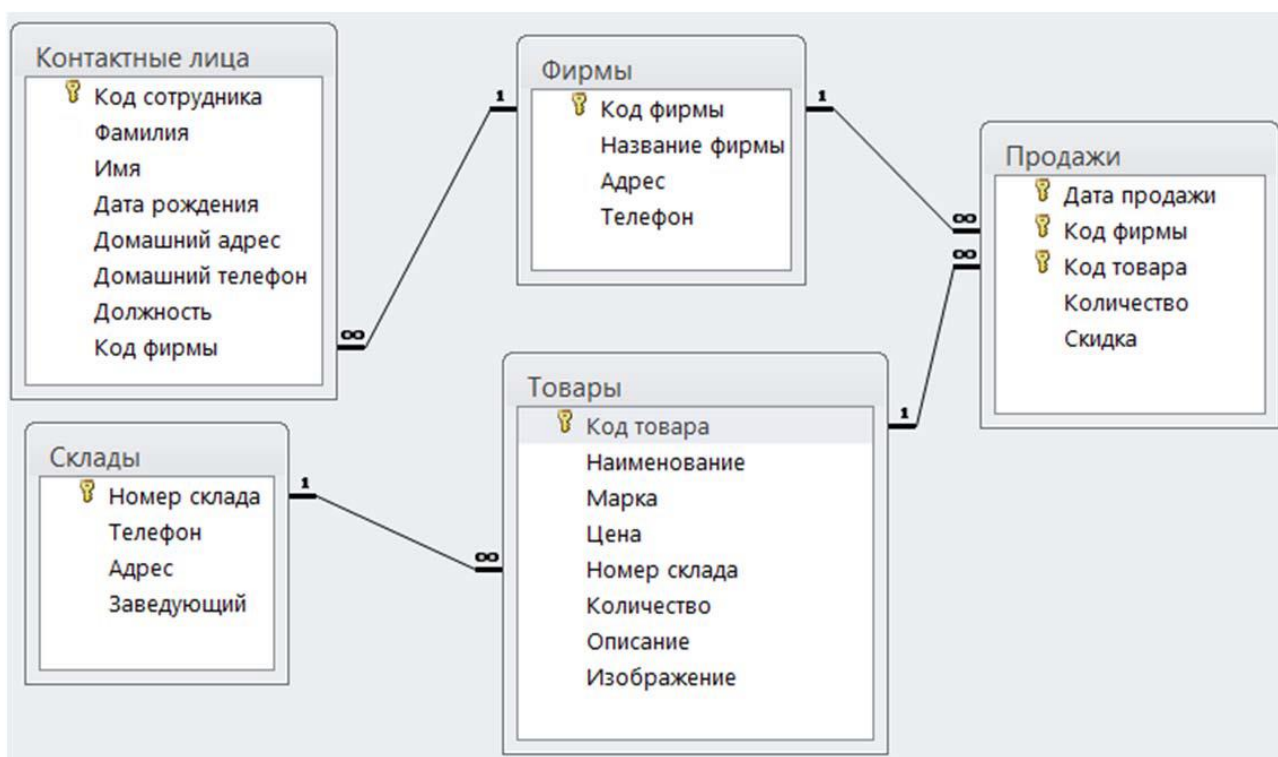 Контактные лица
Код сотрудника
Фамилия
Имя
Дата рождения
Домашний адрес
Домашний телефон
Должность
Код фирмы
∞
1
Фирмы
Код фирмы
Название фирмы
Адрес
Телефон
1
∞
∞
Продажи
Дата продажи
Код фирмы
Код товара
Количество
Скидка
Склады
Номер склада
Телефон
Адрес
Заведующий
1
∞
Товары
Код товара
Наименование
Марка
Цена
Номер склада
Количество
Описание
Изображение
1